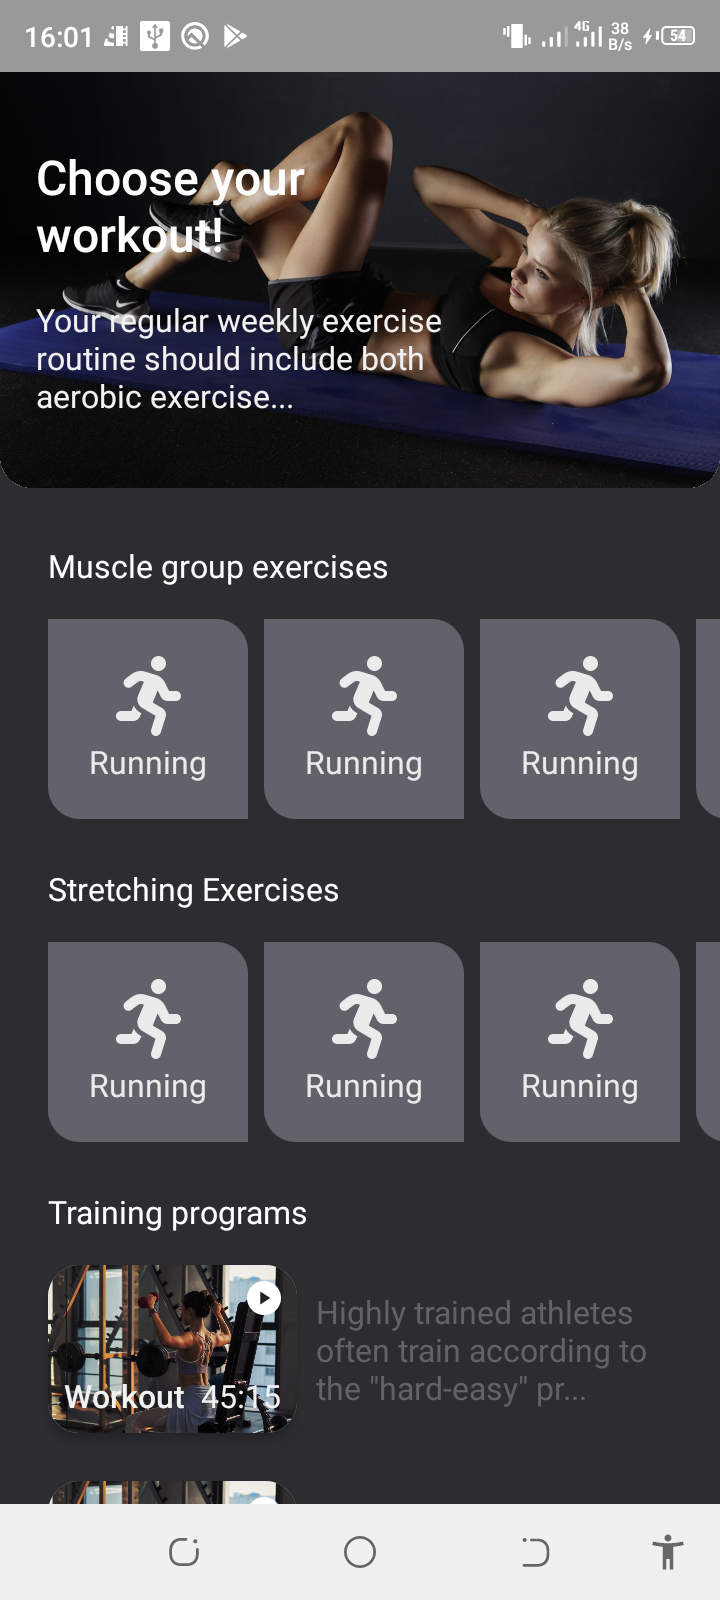 16:01
4G
38
B/s
54
Choose your
workout!
Your regular weekly exercise
routine should include both
aerobic exercise...
Muscle group exercises
Running Running Running
Stretching Exercises
Running Running Running
Training programs
Workout 45:15
Highly trained athletes
often train according to
the "hard-easy" pr...